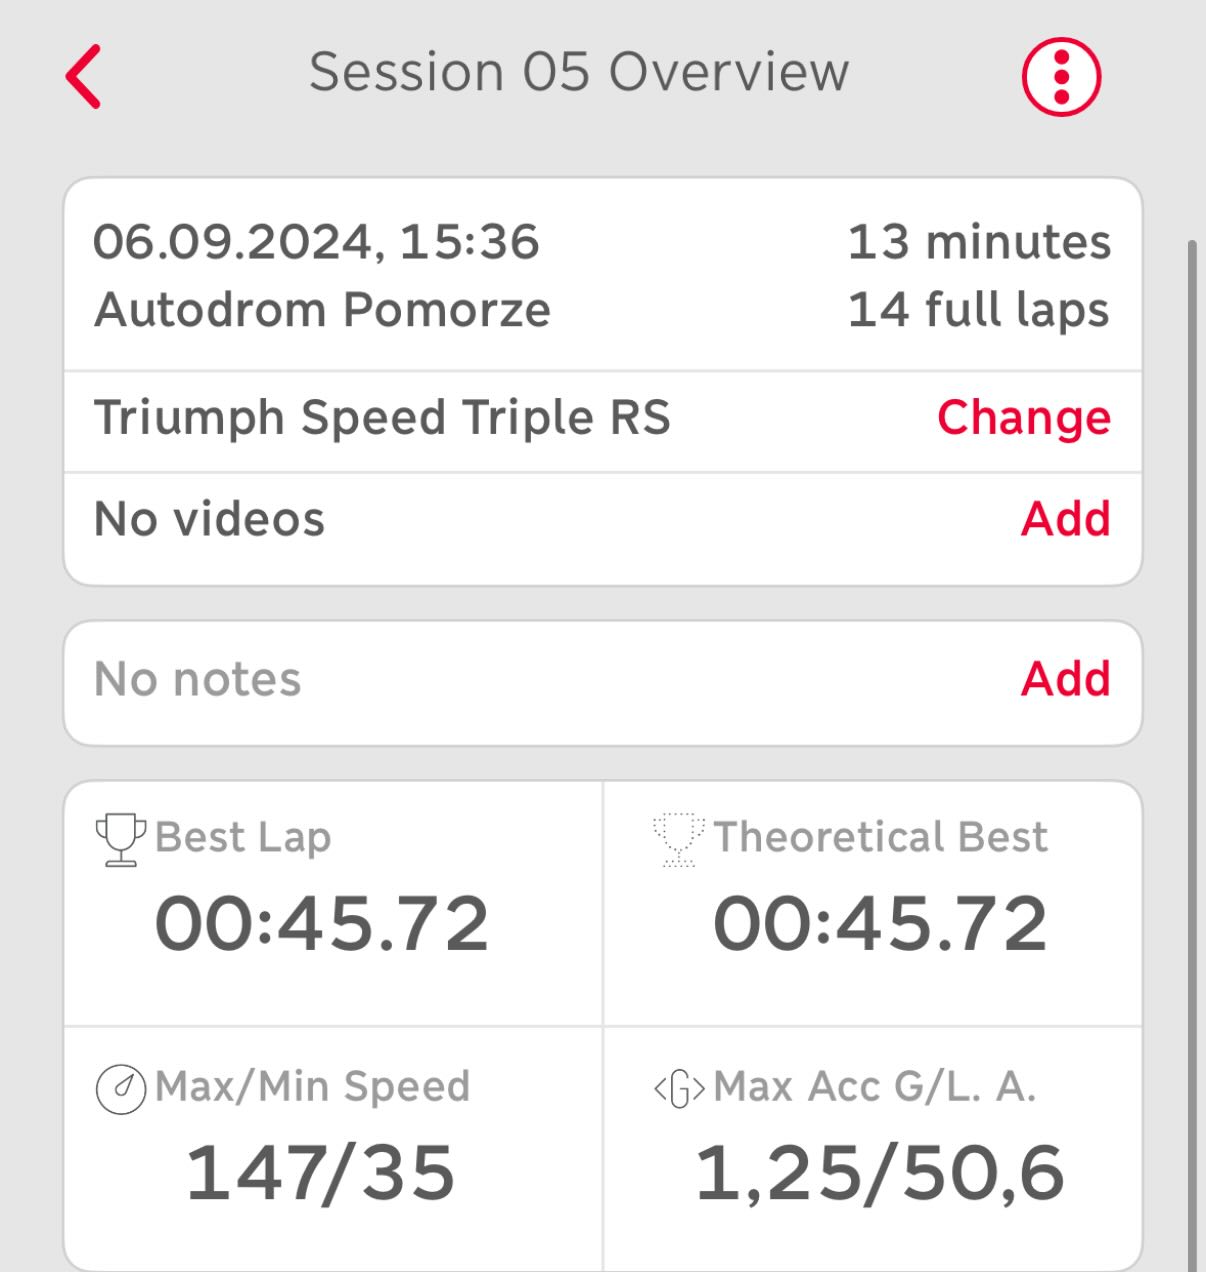 Session 05 Overview
06.09.2024, 15:36
13 minutes
Autodrom Pomorze
14 full laps
Triumph Speed Triple RS
Change
No videos
Add
No notes
Add
Best Lap
00:45.72
Theoretical Best
00:45.72
Max/Min Speed
147/35
<G> Max Acc G/L. A.
1,25/50,6